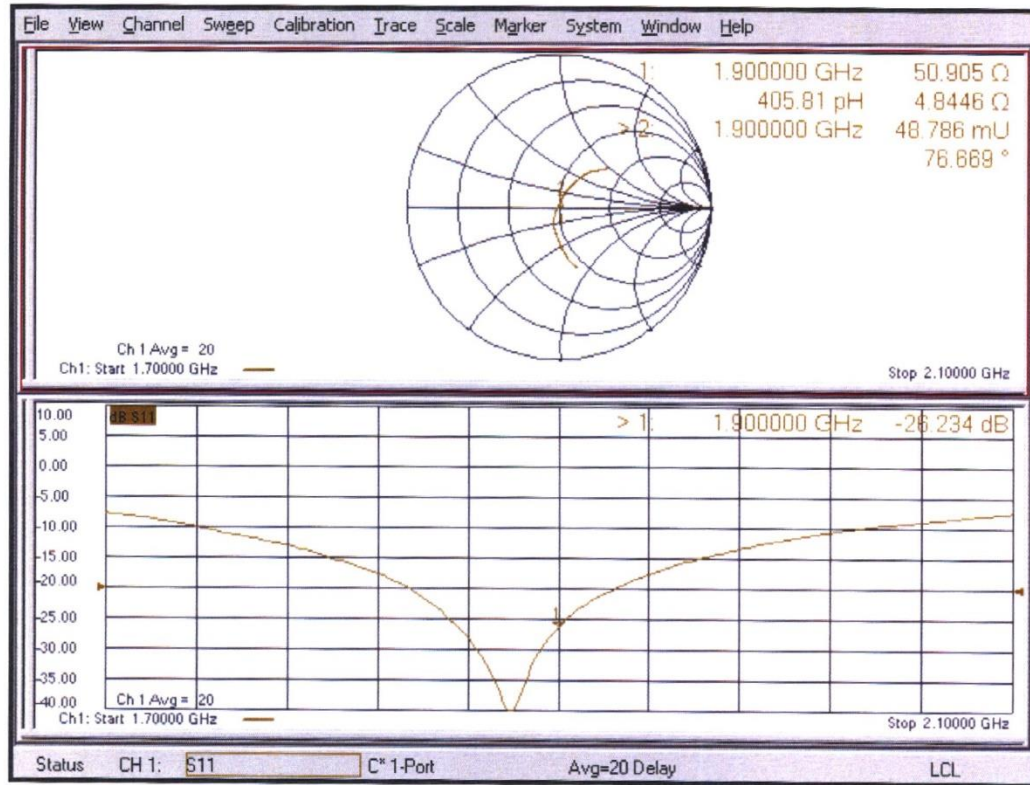 File View Channel Sweep Calibration Trace Scale Marker System Window Help
1: 1.900000 GHz 50.905 Ω
405.81 pH 4.8446 Ω
> 2: 1.900000 GHz 48.786 mU
76.669 °
Ch 1 Avg = 20
Ch1: Start 1.70000 GHz
Stop 2.10000 GHz
10.00
dB S11
> 1: 1.900000 GHz -26.234 dB
5.00
0.00
-5.00
-10.00
-15.00
-20.00
-25.00
1
-30.00
-35.00
-40.00
Ch 1 Avg = 20
Ch1: Start 1.70000 GHz
Stop 2.10000 GHz
Status CH 1: S11 C* 1-Port Avg=20 Delay LCL